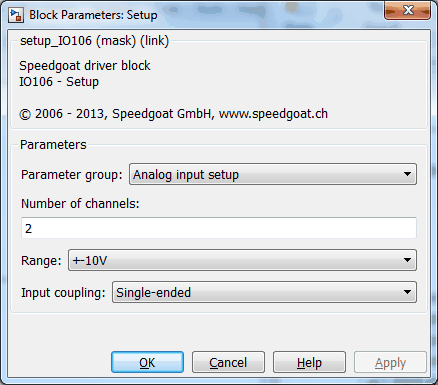 Block Parameters: Setup
setup_IO106 (mask) (link)
Speedgoat driver block
IO106 - Setup
© 2006 - 2013, Speedgoat GmbH, www.speedgoat.ch
Parameters
Parameter group: Analog input setup
Number of channels:
2
Range: +-10V
Input coupling: Single-ended
OK Cancel Help Apply